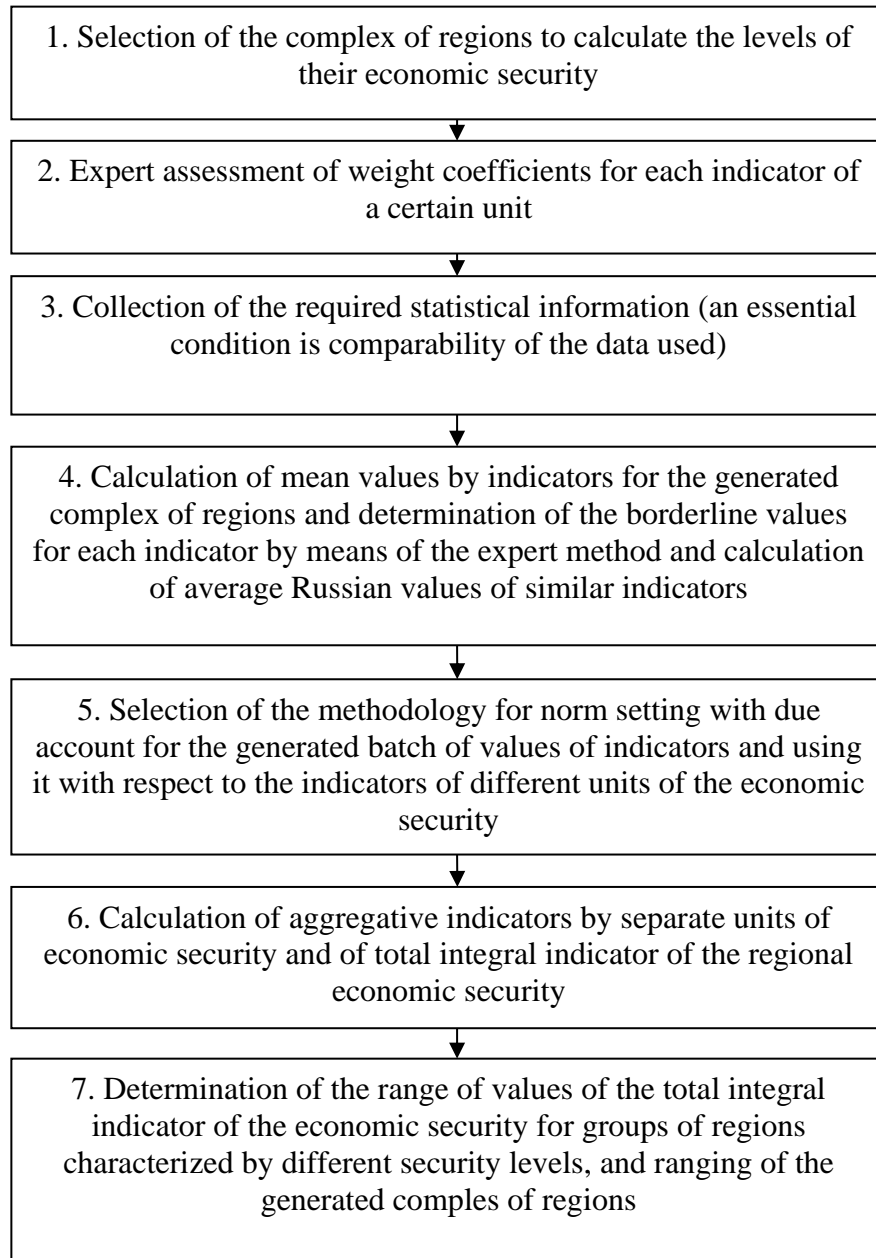 1. Selection of the complex of regions to calculate the levels of
their economic security
2. Expert assessment of weight coefficients for each indicator of
a certain unit
3. Collection of the required statistical information (an essential
condition is comparability of the data used)
4. Calculation of mean values by indicators for the generated
complex of regions and determination of the borderline values
for each indicator by means of the expert method and calculation
of average Russian values of similar indicators
5. Selection of the methodology for norm setting with due
account for the generated batch of values of indicators and using
it with respect to the indicators of different units of the economic
security
6. Calculation of aggregative indicators by separate units of
economic security and of total integral indicator of the regional
economic security
7. Determination of the range of values of the total integral
indicator of the economic security for groups of regions
characterized by different security levels, and ranging of the
generated comples of regions